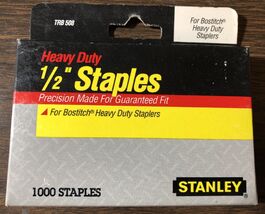 TRB 508
For Bostitch®
Heavy Duty
Staplers
Heavy Duty
1/2" Staples
Precision Made For Guaranteed Fit
For Bostitch® Heavy Duty Staplers
1000 STAPLES
STANLEY